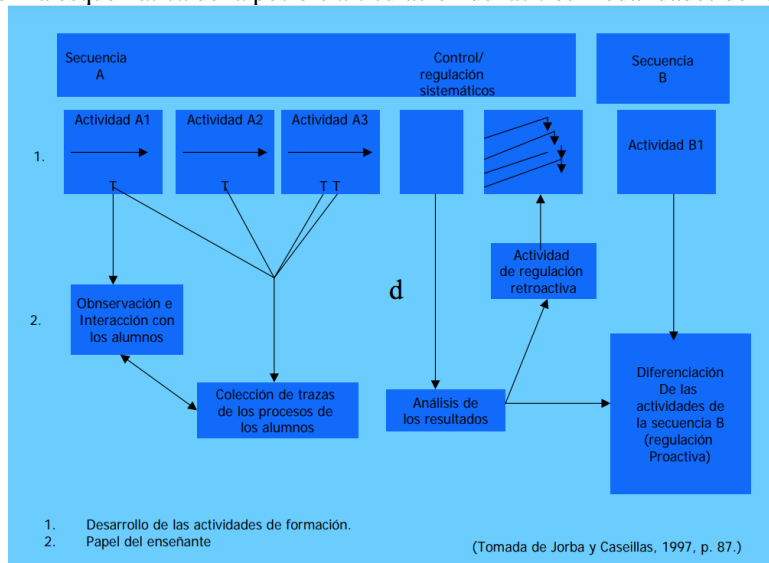 Secuencia
A
Control/
regulación
sistemáticos
Secuencia
B
1.
Actividad A1
T
Actividad A2
T
Actividad A3
T T
Actividad B1
Actividad
de regulación
retroactiva
d
2.
Obnservación e
Interacción con
los alumnos
Colección de trazas
de los procesos de
los alumnos
Análisis de
los resultados
Diferenciación
De las
actividades de
la secuencia B
(regulación
Proactiva)
1. Desarrollo de las actividades de formación.
2. Papel del enseñante
(Tomada de Jorba y Caseillas, 1997, p. 87.)